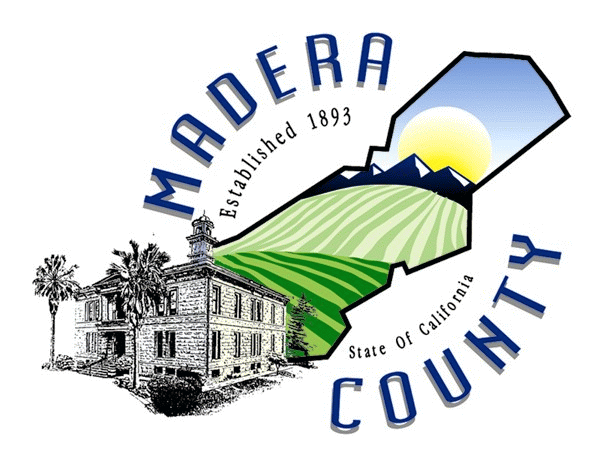 MADERA
Established 1893
State Of California
COUNTY